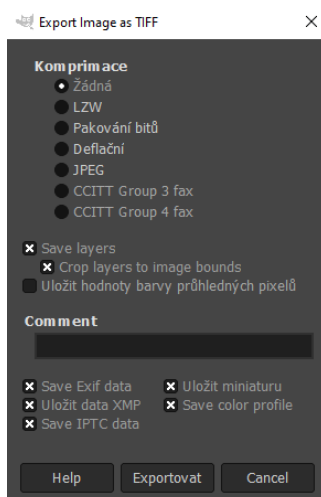 Export Image as TIFF
Komprimace
Žádná
LZW
Pakování bitů
Deflační
JPEG
CCITT Group 3 fax
CCITT Group 4 fax
Save layers
Crop layers to image bounds
Uložit hodnoty barvy průhledných pixelů
Comment
Save Exif data Uložit miniaturu
Uložit data XMP Save color profile
Save IPTC data
Help Exportovat Cancel